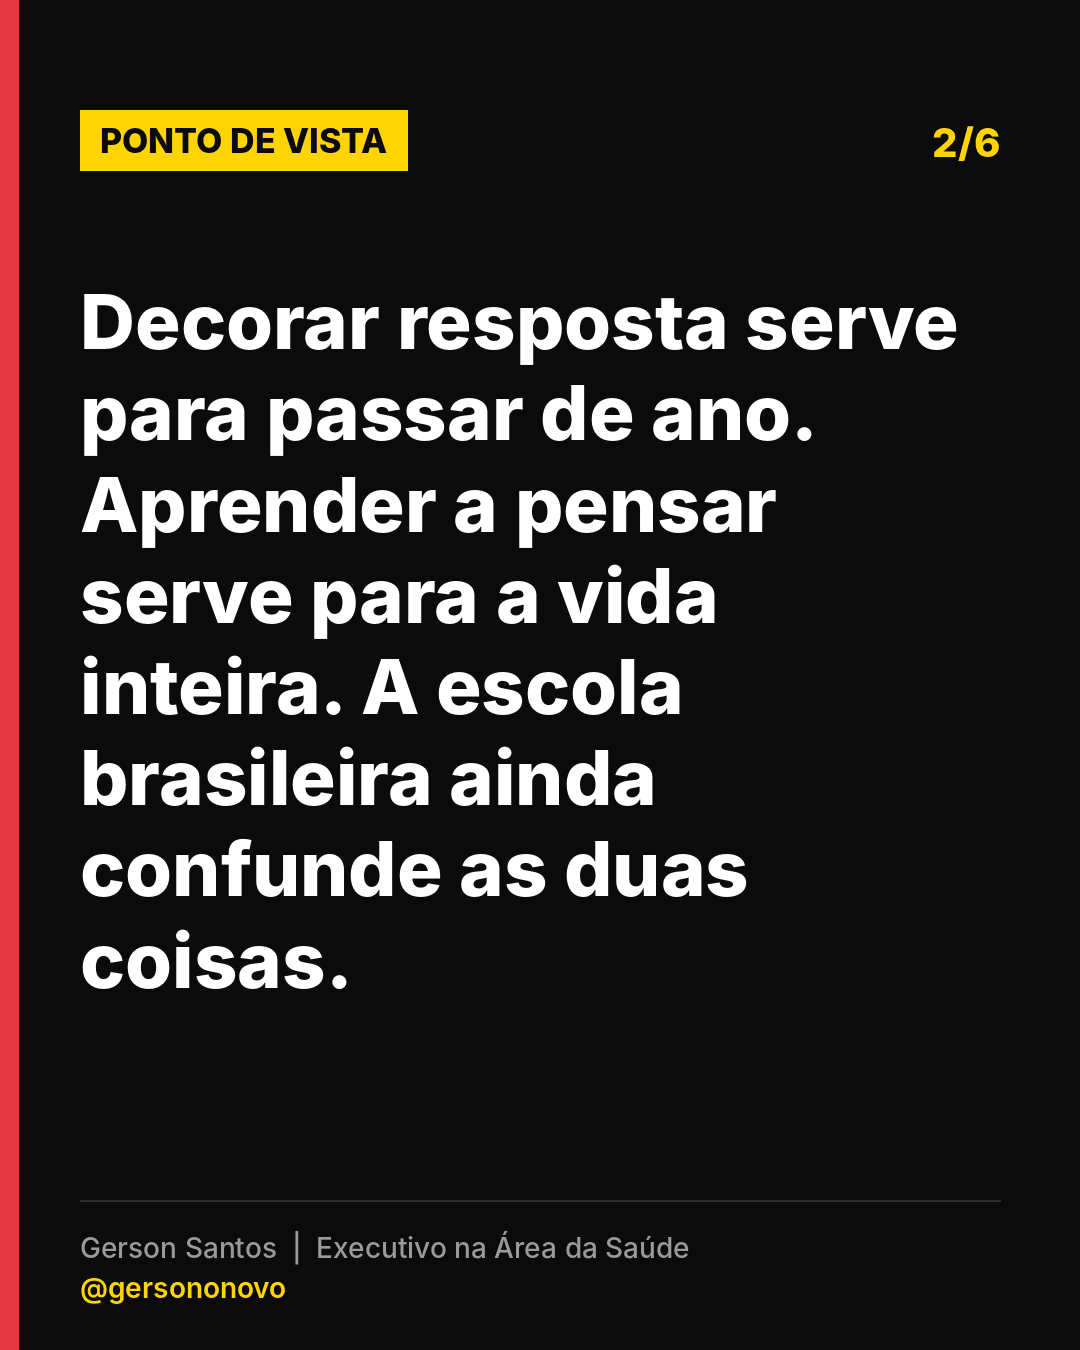 PONTO DE VISTA
2/6
Decorar resposta serve
para passar de ano.
Aprender a pensar
serve para a vida
inteira. A escola
brasileira ainda
confunde as duas
coisas.
Gerson Santos | Executivo na Área da Saúde
@gersononovo